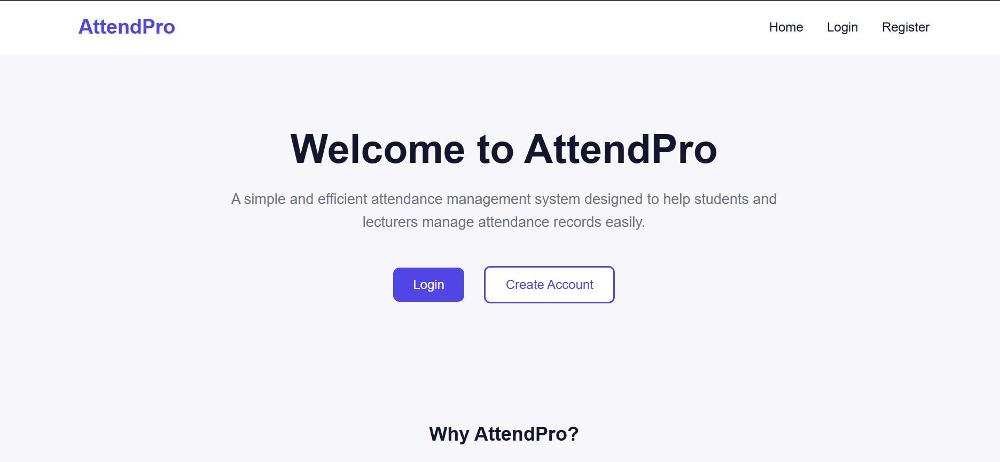 AttendPro
Home Login Register
Welcome to AttendPro
A simple and efficient attendance management system designed to help students and
lecturers manage attendance records easily.
Login
Create Account
Why AttendPro?